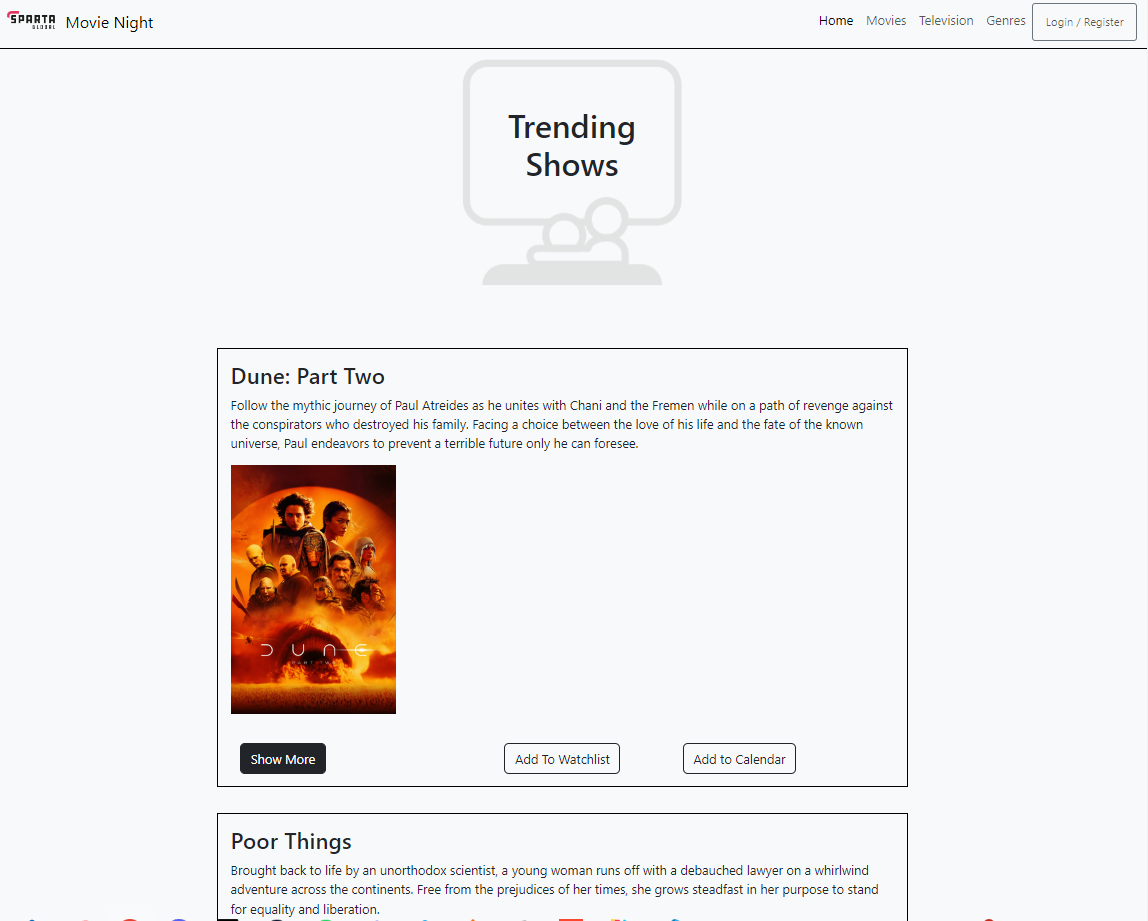 SPARTA
GLOBAL
Movie Night
Home
Movies
Television
Genres
Login / Register
Trending
Shows
Dune: Part Two
Follow the mythic journey of Paul Atreides as he unites with Chani and the Fremen while on a path of revenge against
the conspirators who destroyed his family. Facing a choice between the love of his life and the fate of the known
universe, Paul endeavors to prevent a terrible future only he can foresee.
DUNE
Show More
Add To Watchlist
Add to Calendar
Poor Things
Brought back to life by an unorthodox scientist, a young woman runs off with a debauched lawyer on a whirlwind
adventure across the continents. Free from the prejudices of her times, she grows steadfast in her purpose to stand
for equality and liberation.